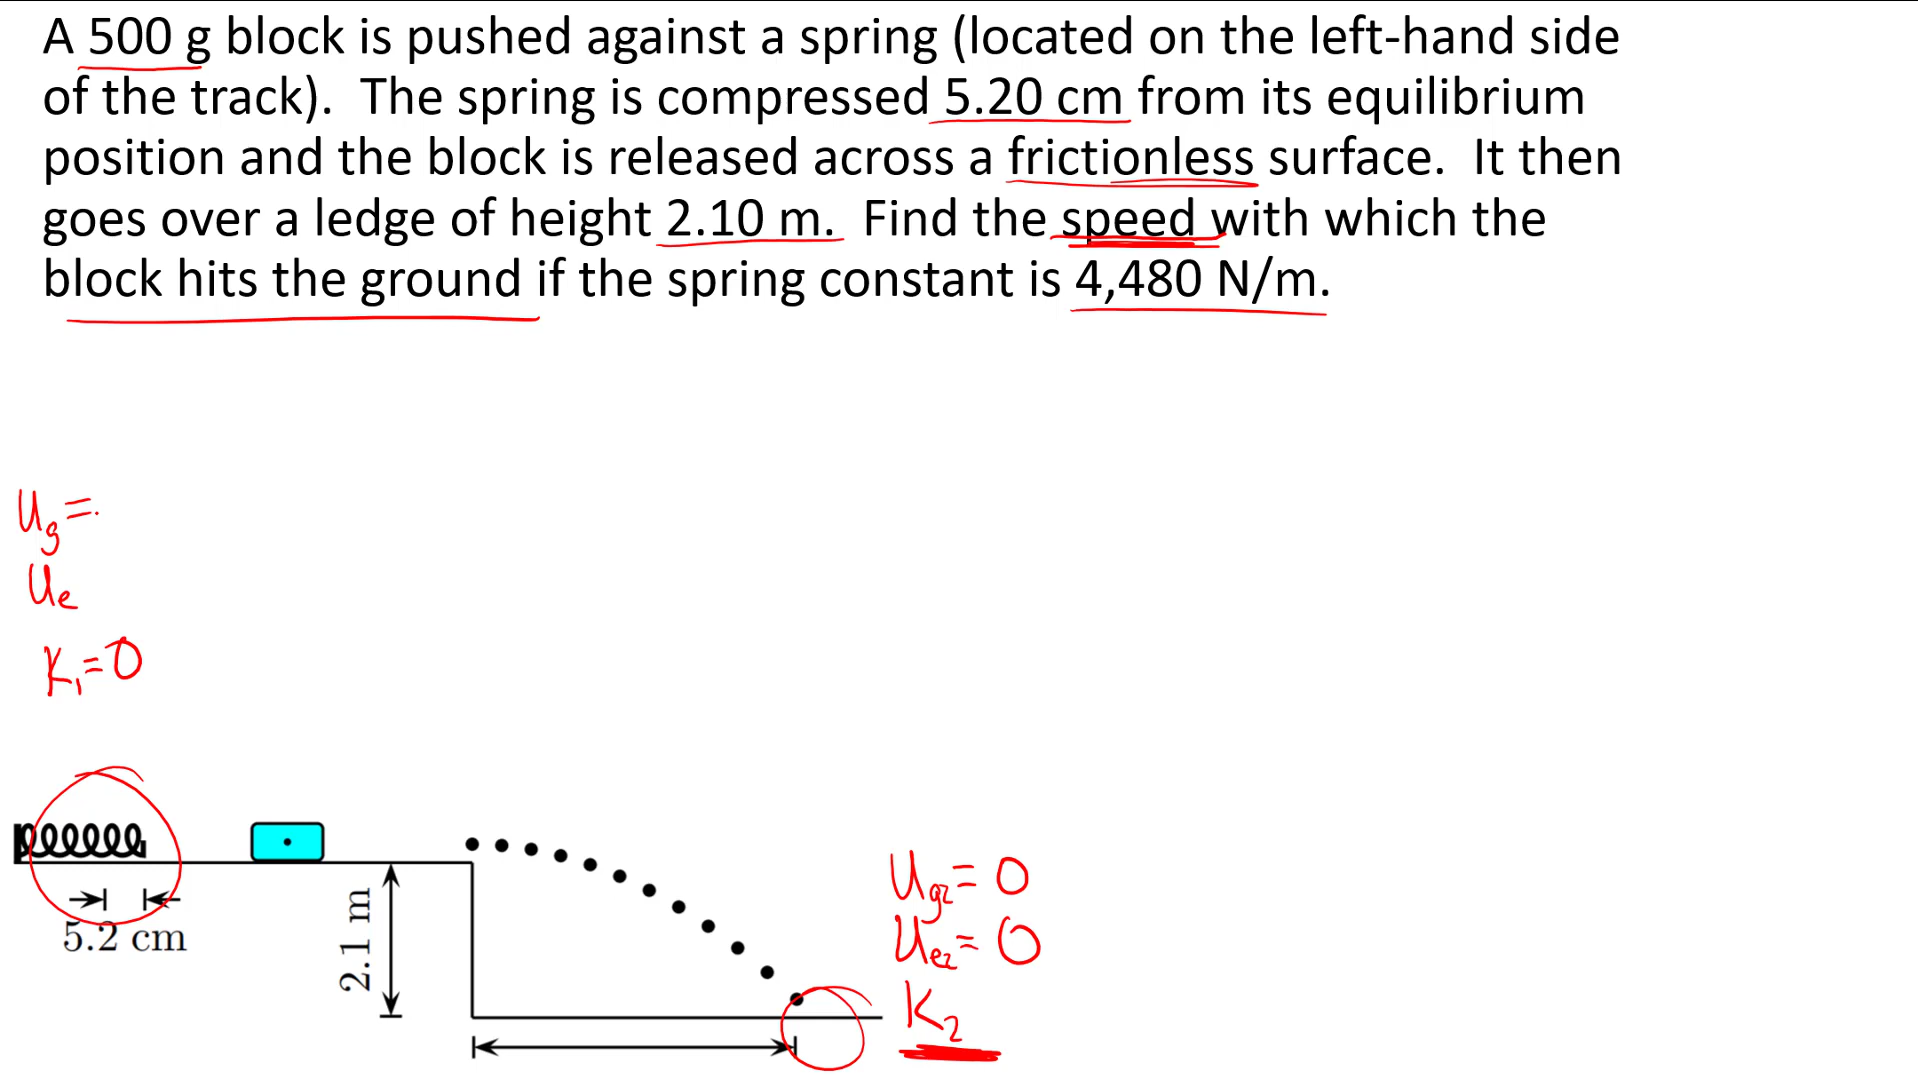 A 500 g block is pushed against a spring (located on the left-hand side
of the track). The spring is compressed 5.20 cm from its equilibrium
position and the block is released across a frictionless surface. It then
goes over a ledge of height 2.10 m. Find the speed with which the
block hits the ground if the spring constant is 4,480 N/m.
Ug=
Ue
K₁=0
5.2 cm
2.1 m
Ug2= 0
Ue2= 0
K₂